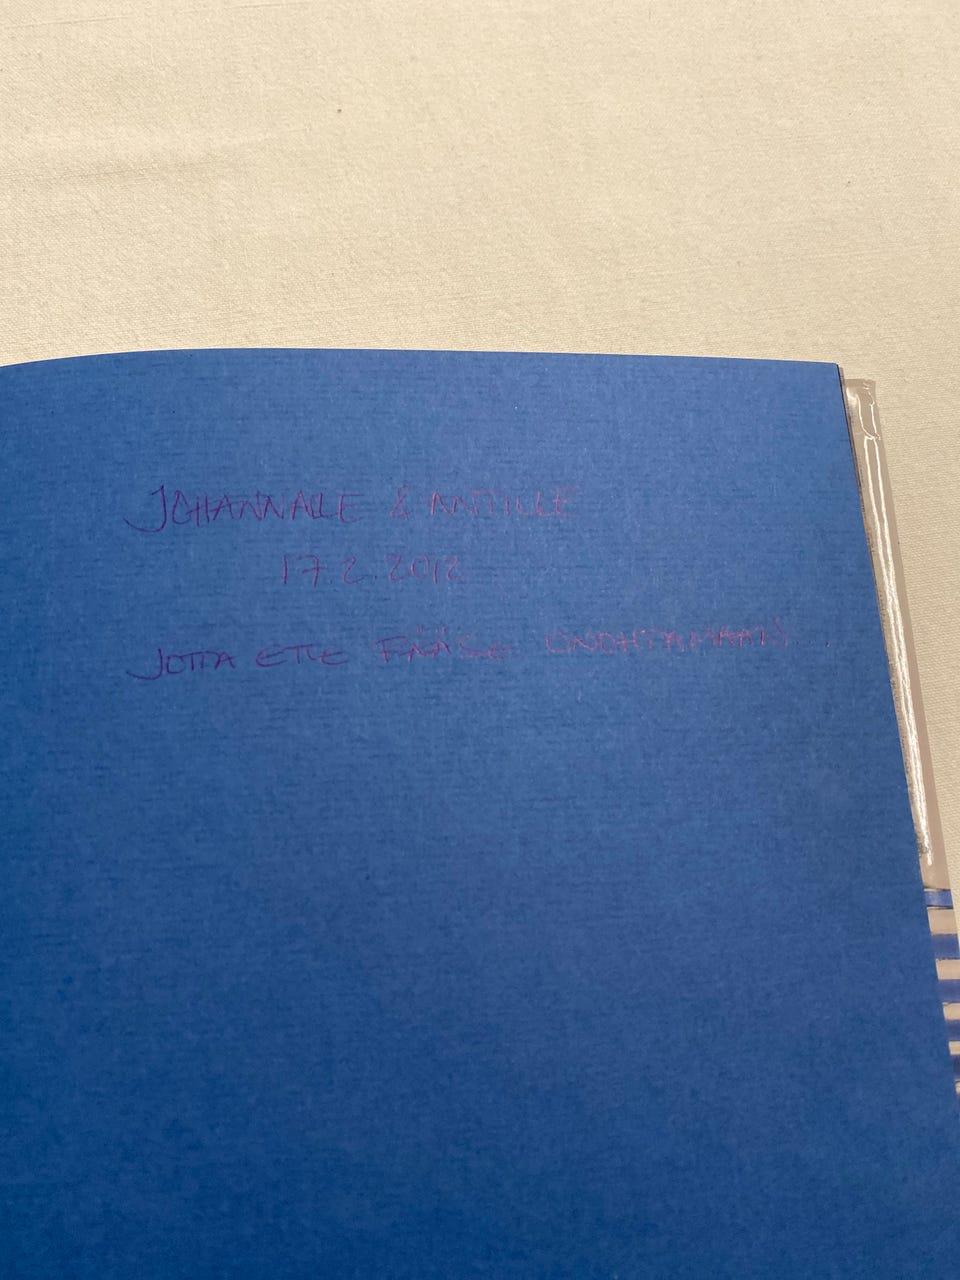 JOHANNALLE & ANTILLE
17.2.2012
JOTTA ETTE PÄÄSE UNOHTAMAAN...